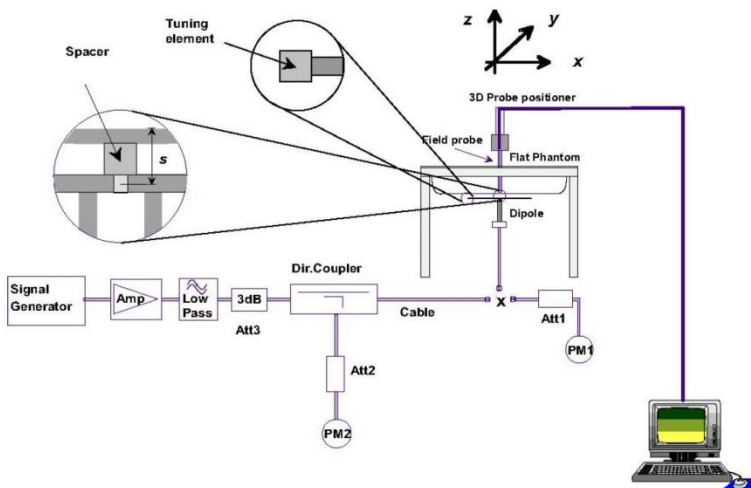 Tuning
element
Spacer
z
y
x
3D Probe positioner
Field probe
Flat Phantom
s
Dipole
Dir.Coupler
Signal
Generator
Amp
Low
Pass
3dB
Att3
Cable
x
Att1
PM1
Att2
PM2